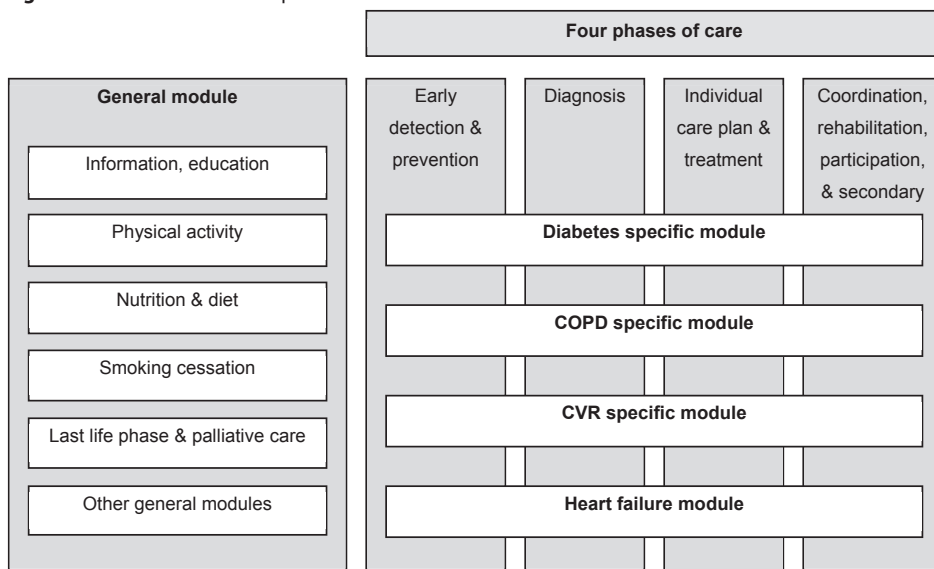 Four phases of care
General module
Information, education
Physical activity
Nutrition & diet
Smoking cessation
Last life phase & palliative care
Other general modules
Early
detection &
prevention
Diagnosis
Individual
care plan &
treatment
Coordination,
rehabilitation,
participation,
& secondary
Diabetes specific module
COPD specific module
CVR specific module
Heart failure module